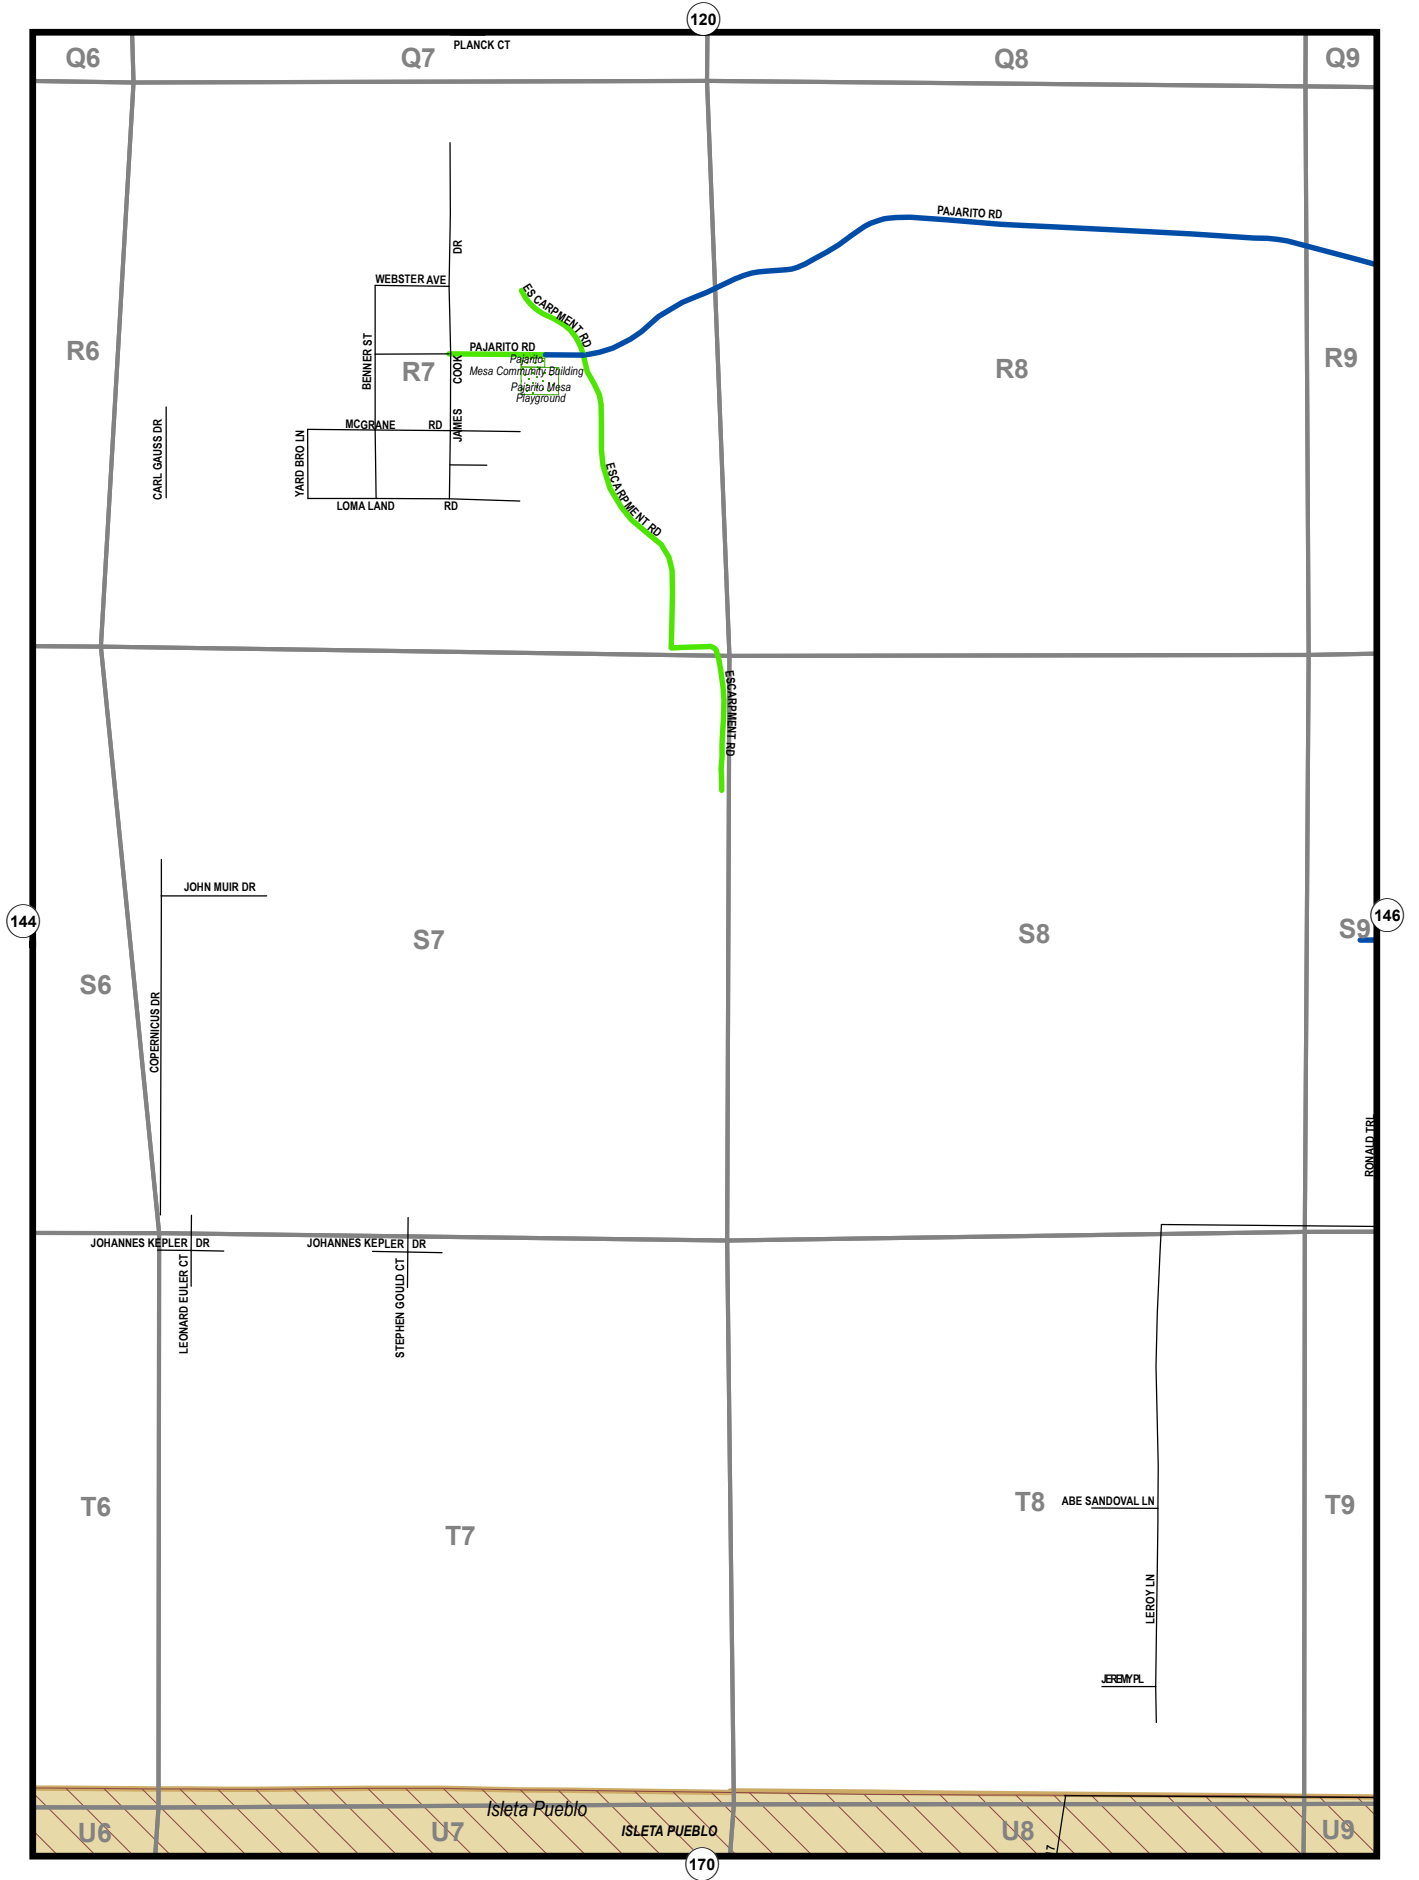 120
Q6
Q7
PLANCK CT
Q8
Q9
PAJARITO RD
DR
WEBSTER AVE
ESCARPMENT RD
R6
BENNER ST
R7
COOK
PAJARITO RD
Pajarito
Mesa Community Building
Pajarito Mesa
Playground
R8
R9
CARL GAUSS DR
YARD BRO LN
MCGRANE RD
JAMES
ESCARPMENT RD
LOMA LAND RD
ESCARPMENT RD
JOHN MUIR DR
144
S7
S8
S9
146
S6
COPERNICUS DR
RONALD TRL
JOHANNES KEPLER DR
JOHANNES KEPLER DR
LEONARD EULER CT
STEPHEN GOULD CT
T6
T7
T8
ABE SANDOVAL LN
T9
LEROY LN
JEREMY PL
Isleta Pueblo
U6
U7
ISLETA PUEBLO
U8
U9
170